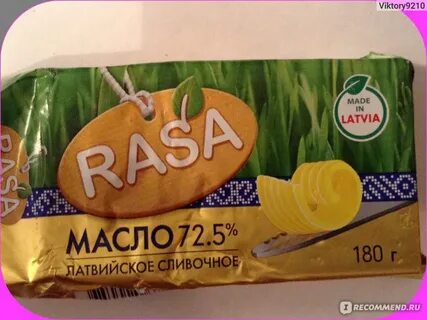 Viktory9210
MADE IN
LATVIA
RASA
RASA
МАСЛО 72.5%
ЛАТВИЙСКОЕ СЛИВОЧНОЕ
180 г
IRECOMMEND.RU